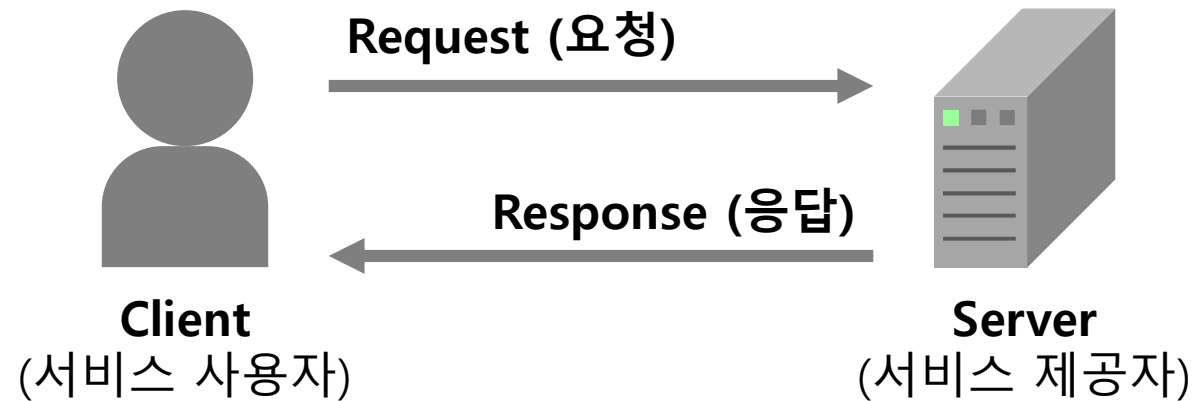 Request (요청)
Response (응답)
Client
(서비스 사용자)
Server
(서비스 제공자)